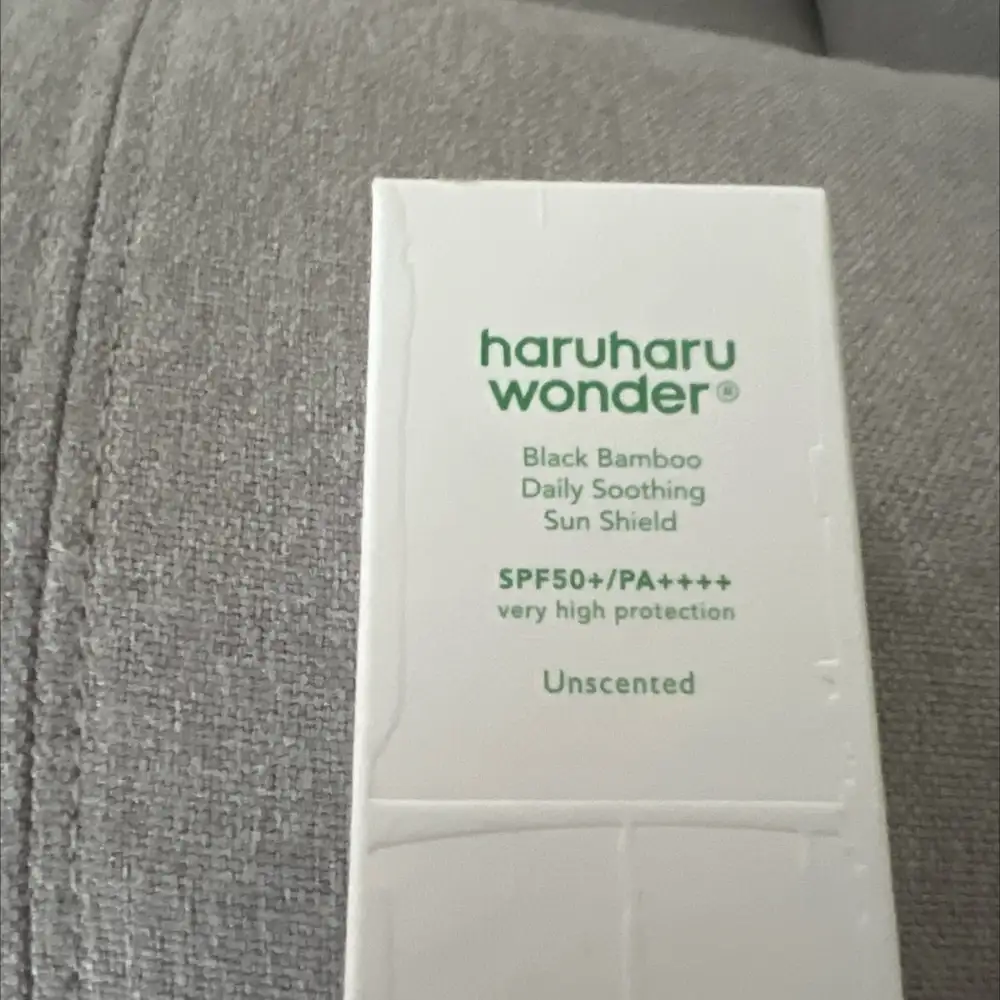 haruharu
wonder®
Black Bamboo
Daily Soothing
Sun Shield
SPF50+/PA++++
very high protection
Unscented